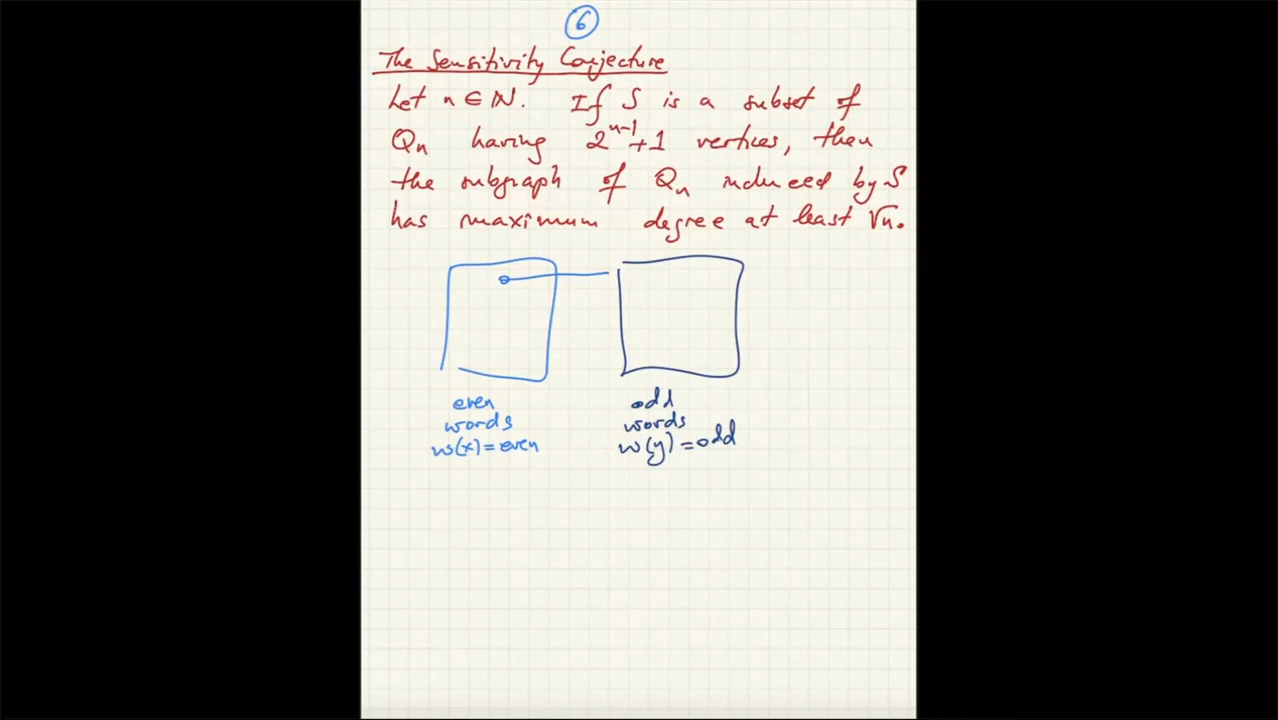 6
The Sensitivity Conjecture
Let n ∈ ℕ. If S is a subset of
Qn having 2^{n-1}+1 vertices, then
the subgraph of Qn induced by S
has maximum degree at least √n.
even
words
w(x) = even
odd
words
w(y) = odd